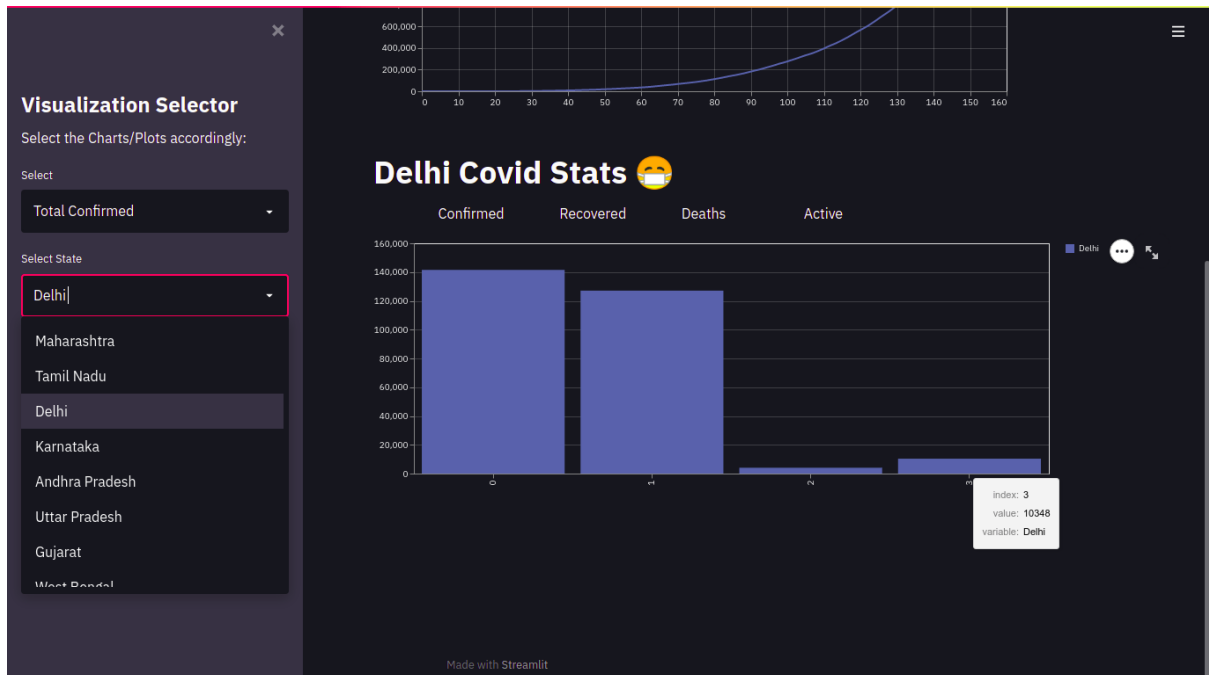 Visualization Selector
Select the Charts/Plots accordingly:
Select
Total Confirmed
Select State
Delhi
Maharashtra
Tamil Nadu
Delhi
Karnataka
Andhra Pradesh
Uttar Pradesh
Gujarat
West Bengal
600,000
400,000
200,000
0
0 10 20 30 40 50 60 70 80 90 100 110 120 130 140 150 160
Delhi Covid Stats
Confirmed Recovered Deaths Active
160,000
140,000
120,000
100,000
80,000
60,000
40,000
20,000
0
0 1 2 3
Delhi
index: 3
value: 10348
variable: Delhi
Made with Streamlit